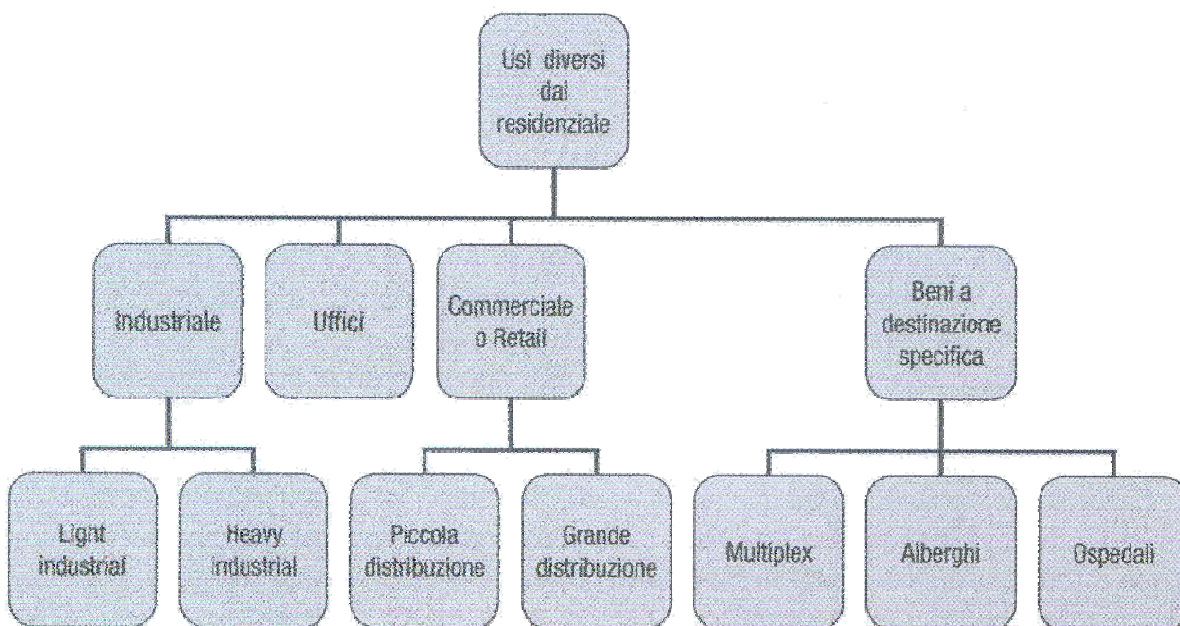 Usi diversi
dal
residenziale
Industriale
Uffici
Commerciale
o Retail
Beni a
destinazione
specifica
Light
industrial
Heavy
industrial
Piccola
distribuzione
Grande
distribuzione
Multiplex
Alberghi
Ospedali